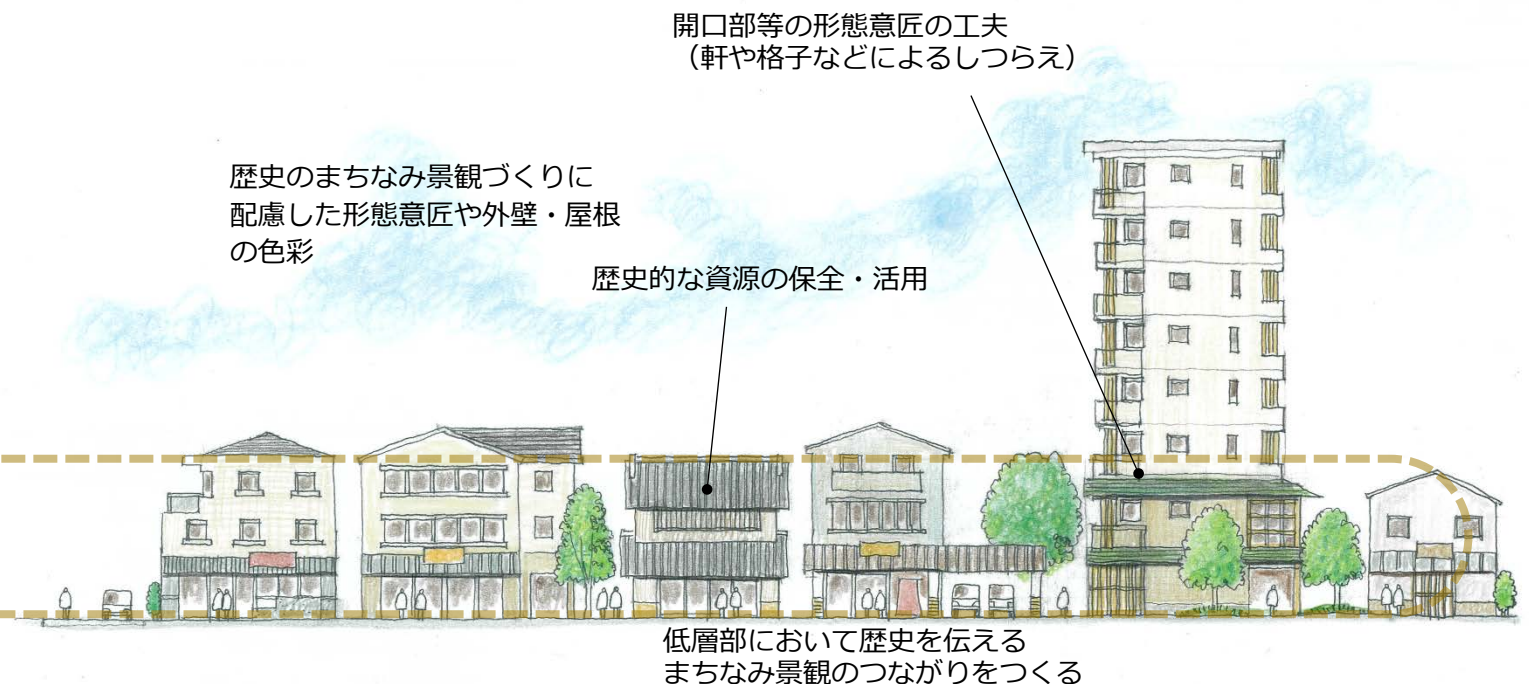 開口部等の形態意匠の工夫
（軒や格子などによるしつらえ）
歴史のまちなみ景観づくりに
配慮した形態意匠や外壁・屋根
の色彩
歴史的な資源の保全・活用
低層部において歴史を伝える
まちなみ景観のつながりをつくる